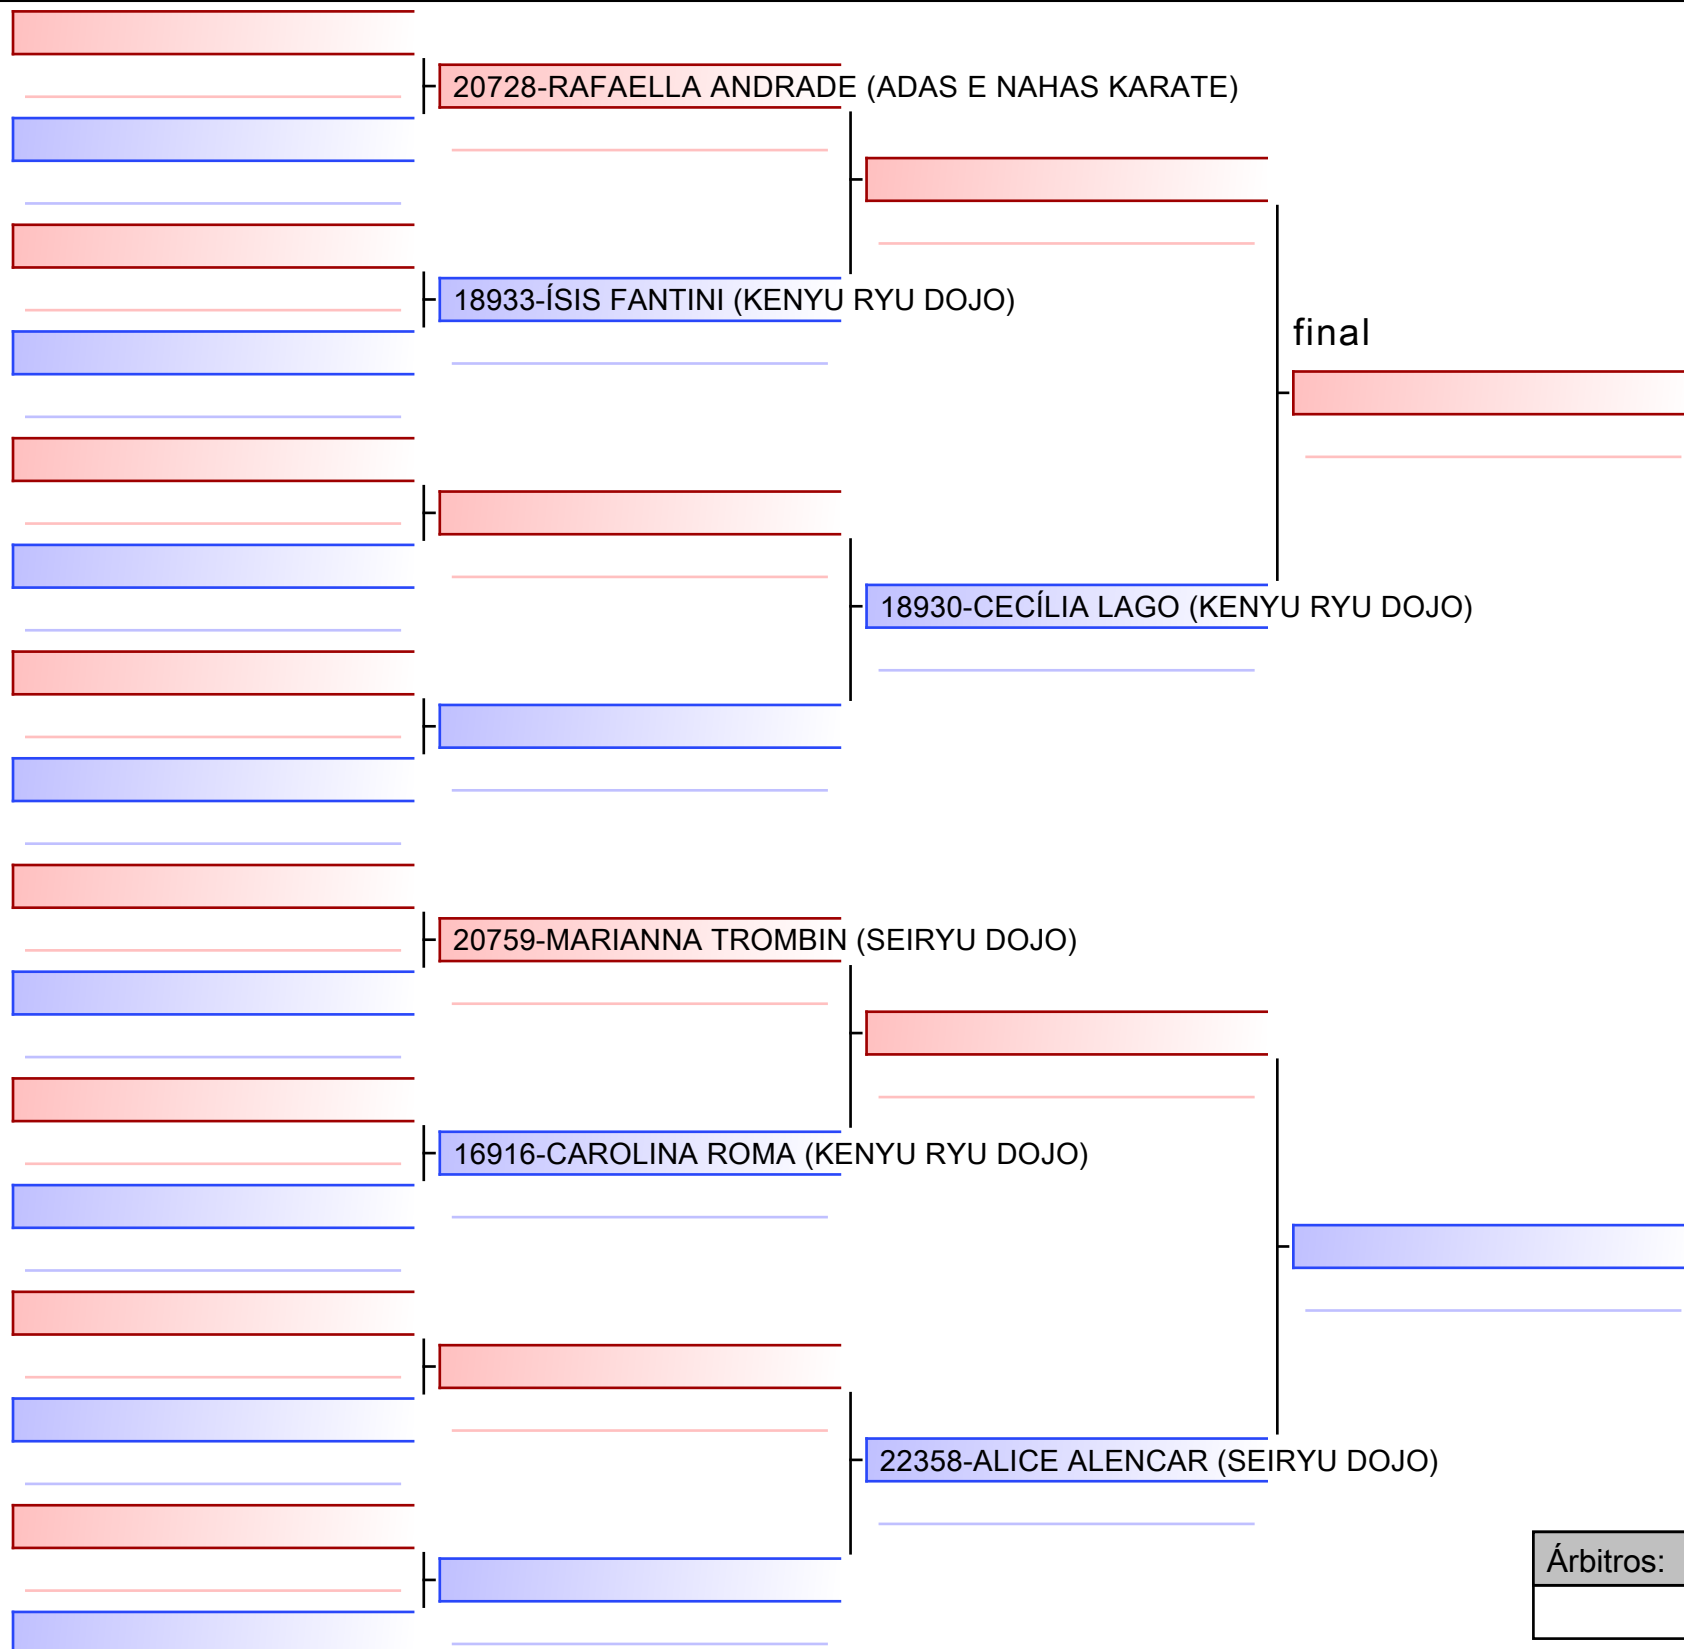 20728-RAFAELLA ANDRADE (ADAS E NAHAS KARATE)
18933-ÍSIS FANTINI (KENYU RYU DOJO)
final
18930-CECÍLIA LAGO (KENYU RYU DOJO)
20759-MARIANNA TROMBIN (SEIRYU DOJO)
16916-CAROLINA ROMA (KENYU RYU DOJO)
22358-ALICE ALENCAR (SEIRYU DOJO)
Árbitros: